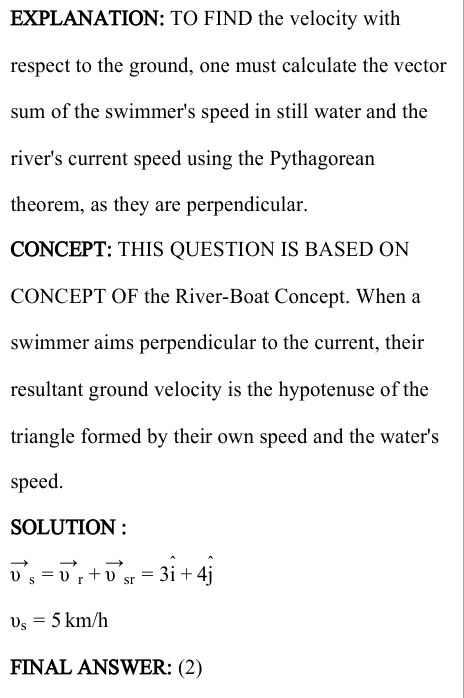 EXPLANATION: TO FIND the velocity with
respect to the ground, one must calculate the vector
sum of the swimmer's speed in still water and the
river's current speed using the Pythagorean
theorem, as they are perpendicular.
CONCEPT: THIS QUESTION IS BASED ON
CONCEPT OF the River-Boat Concept. When a
swimmer aims perpendicular to the current, their
resultant ground velocity is the hypotenuse of the
triangle formed by their own speed and the water's
speed.
SOLUTION :
υ⃗ s = υ⃗ r + υ⃗ sr = 3î + 4ĵ
υs = 5 km/h
FINAL ANSWER: (2)